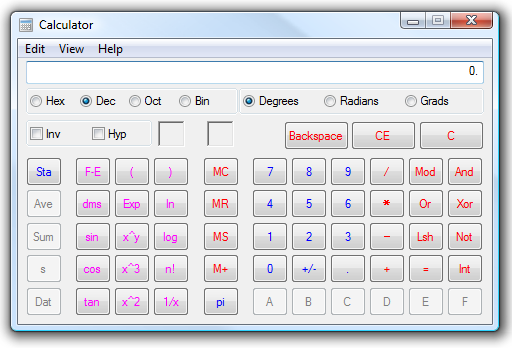 Calculator
Edit View Help
0.
Hex Dec Oct Bin Degrees Radians Grads
Inv Hyp Backspace CE C
Sta F-E ( ) MC 7 8 9 / Mod And
Ave dms Exp ln MR 4 5 6 * Or Xor
Sum sin x^y log MS 1 2 3 - Lsh Not
s cos x^3 n! M+ 0 +/- . + = Int
Dat tan x^2 1/x pi A B C D E F